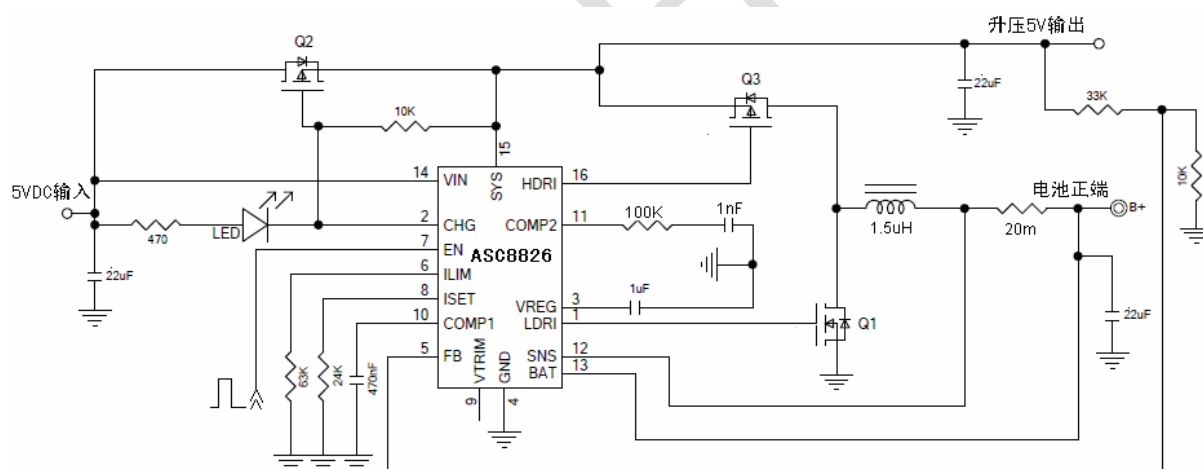 升压5V输出
Q2
Q3
22uF
33K
10K
10K
15
SYS
5VDC输入
14 VIN
HDRI 16
电池正端
B+
470
LED
2 CHG
COMP2 11
100K
1nF
1.5uH
20m
7 EN
ASC8826
6 ILIM
22uF
8 ISET
1uF
VREG 3
10 COMP1
LDRI 1
Q1
22uF
5 FB
SNS 12
BAT 13
63K
24K
470nF
VTRIM
GND
9
4